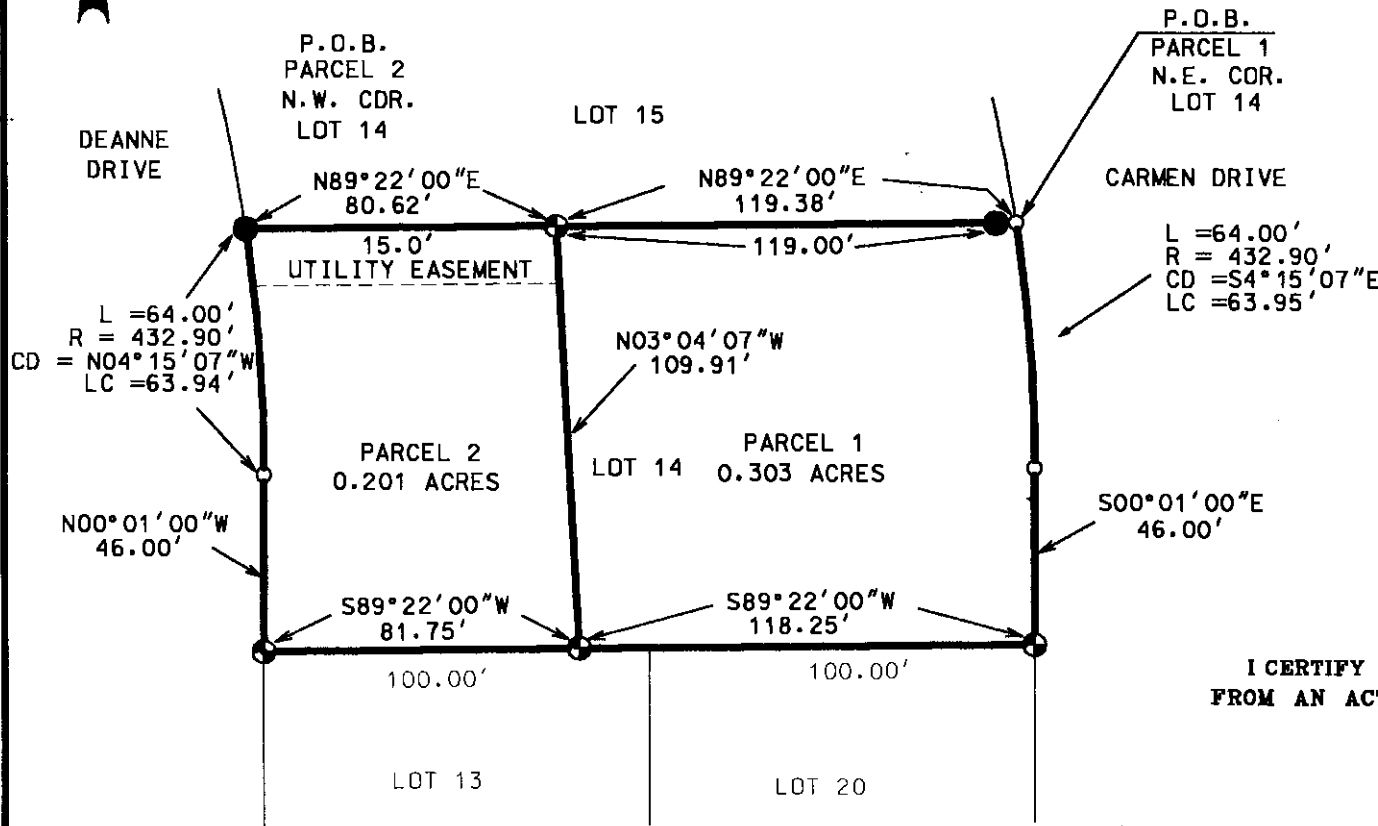 P.O.B.
PARCEL 2
N.W. COR.
LOT 14
P.O.B.
PARCEL 1
N.E. COR.
LOT 14
LOT 15
DEANNE
DRIVE
CARMEN DRIVE
N89°22'00"E
80.62'
N89°22'00"E
119.38'
15.0'
119.00'
UTILITY EASEMENT
L =64.00'
R = 432.90'
CD =S4°15'07"E
LC =63.95'
L =64.00'
R = 432.90'
CD = N04°15'07"W
LC =63.94'
N03°04'07"W
109.91'
PARCEL 2
0.201 ACRES
LOT 14
PARCEL 1
0.303 ACRES
N00°01'00"W
46.00'
S00°01'00"E
46.00'
S89°22'00"W
81.75'
S89°22'00"W
118.25'
100.00'
100.00'
I CERTIFY
FROM AN AC
LOT 13
LOT 20